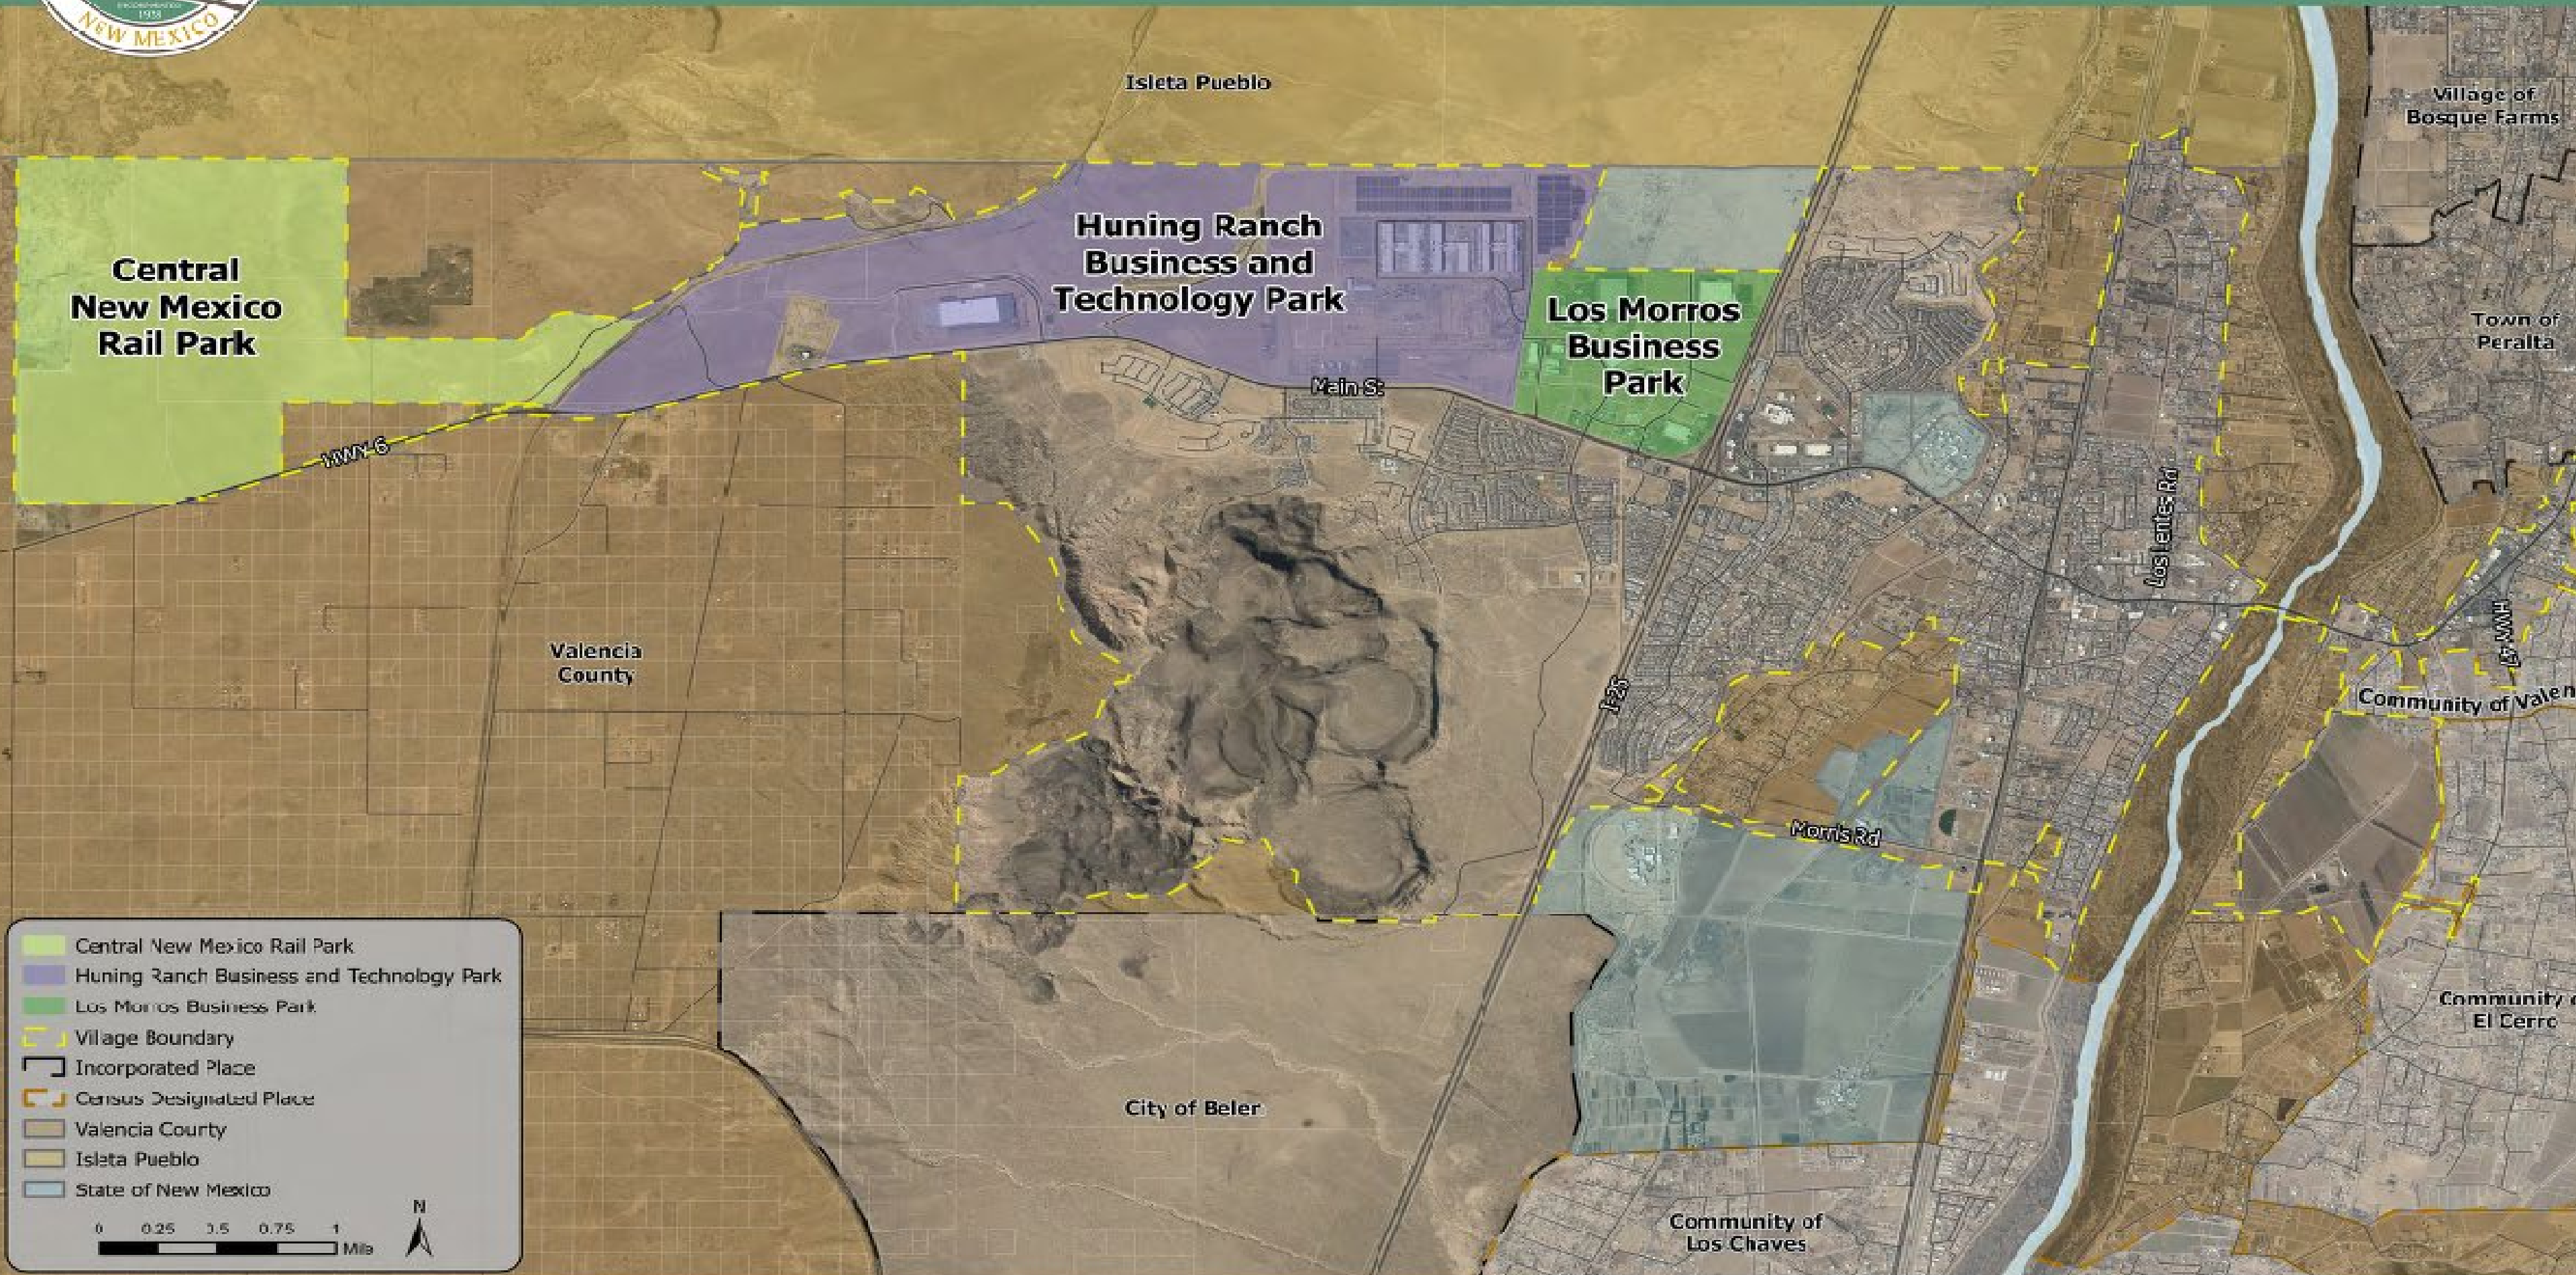 INCORPORATED
1928
NEW MEXICO
Isleta Pueblo
Village of
Bosque Farms
Central
New Mexico
Rail Park
Huning Ranch
Business and
Technology Park
Los Morros
Business
Park
Town of
Peralta
Main St
HWY 6
Los Lentes Rd
HWY 47
Valencia
County
I-25
Community of Valen
Morris Rd
Community o
El Cerro
City of Belen
Community of
Los Chaves
Central New Mexico Rail Park
Huning Ranch Business and Technology Park
Los Morros Business Park
Village Boundary
Incorporated Place
Census Designated Place
Valencia County
Isleta Pueblo
State of New Mexico
N
0 0.25 0.5 0.75 1
Mile